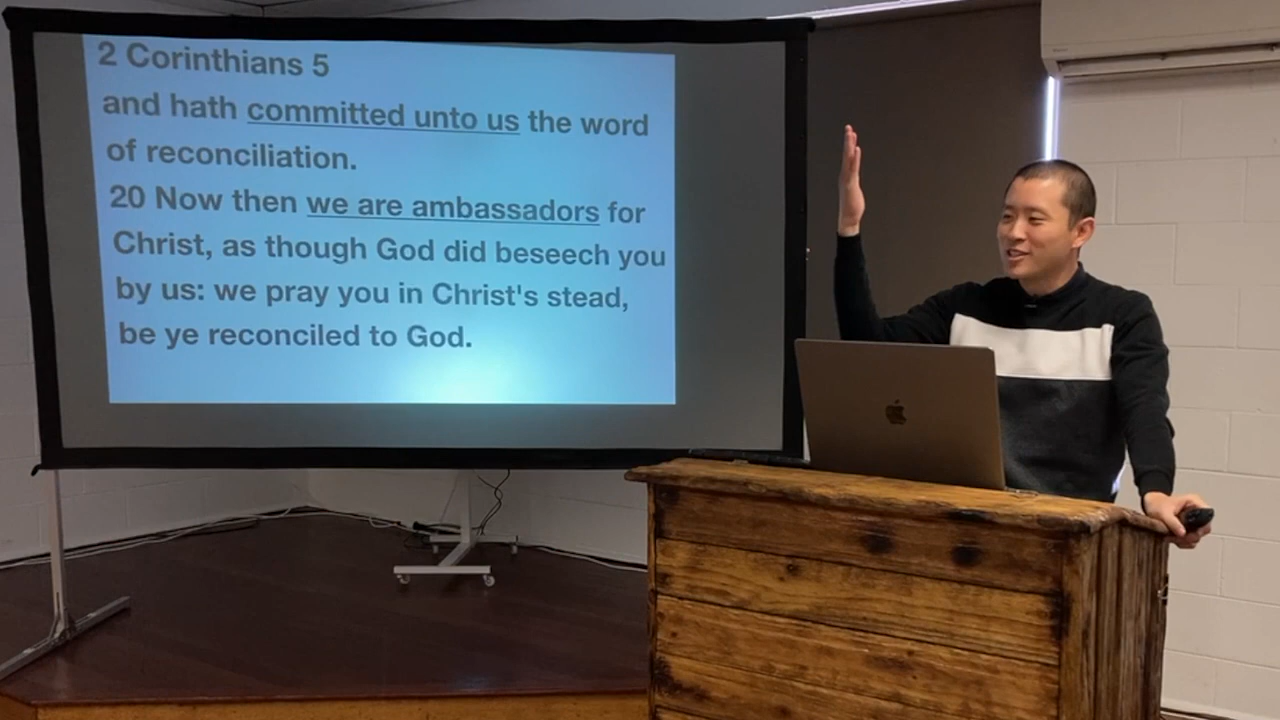 2 Corinthians 5
and hath committed unto us the word
of reconciliation.
20 Now then we are ambassadors for
Christ, as though God did beseech you
by us: we pray you in Christ's stead,
be ye reconciled to God.